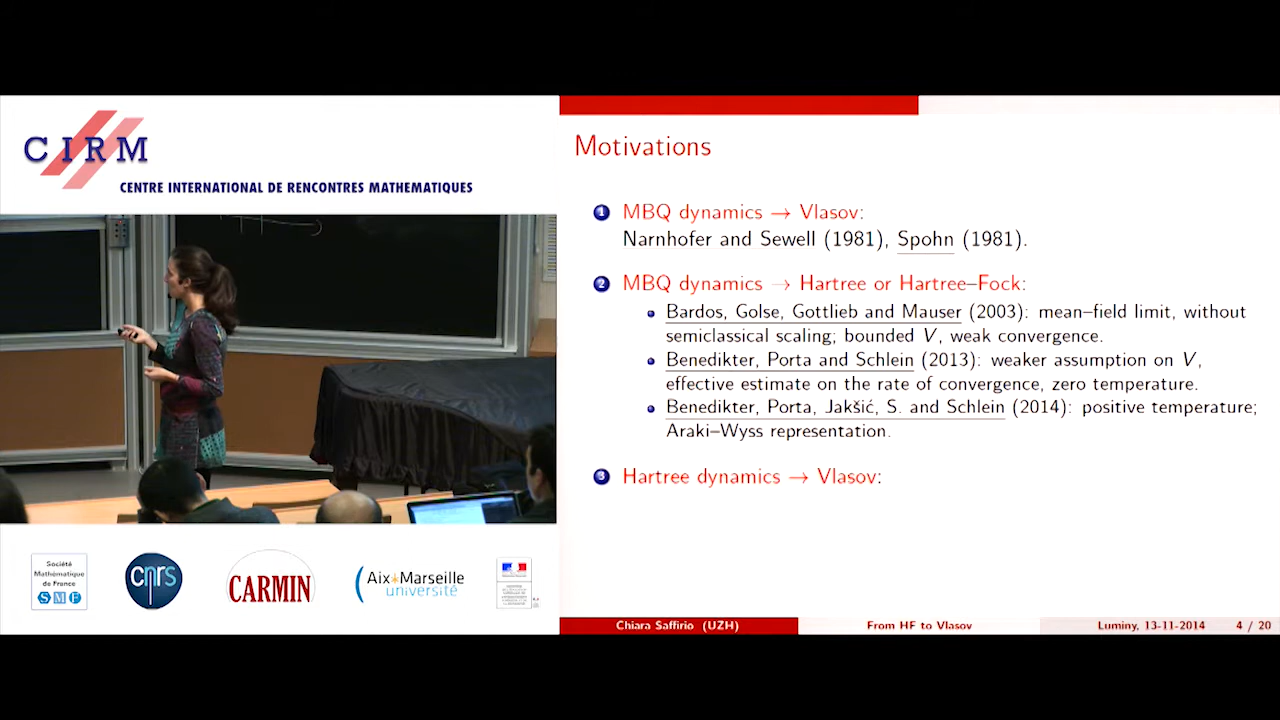 CIRM
CENTRE INTERNATIONAL DE RENCONTRES MATHEMATIQUES
Motivations
1 MBQ dynamics → Vlasov:
Narnhofer and Sewell (1981), Spohn (1981).
2 MBQ dynamics → Hartree or Hartree–Fock:
• Bardos, Golse, Gottlieb and Mauser (2003): mean–field limit, without
semiclassical scaling; bounded V, weak convergence.
• Benedikter, Porta and Schlein (2013): weaker assumption on V,
effective estimate on the rate of convergence, zero temperature.
• Benedikter, Porta, Jakšić, S. and Schlein (2014): positive temperature;
Araki–Wyss representation.
3 Hartree dynamics → Vlasov:
Société
Mathématique
de France
SMF
cnrs
CARMIN
Aix*Marseille
université
Chiara Saffirio (UZH) From HF to Vlasov Luminy, 13-11-2014 4 / 20